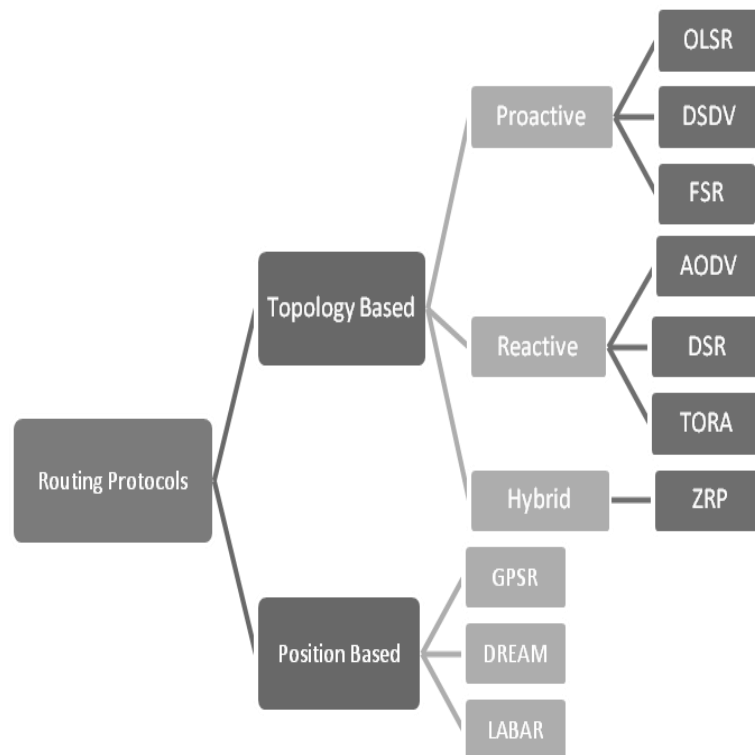 Routing Protocols
Topology Based
Proactive
OLSR
DSDV
FSR
Reactive
AODV
DSR
TORA
Hybrid
ZRP
Position Based
GPSR
DREAM
LABAR